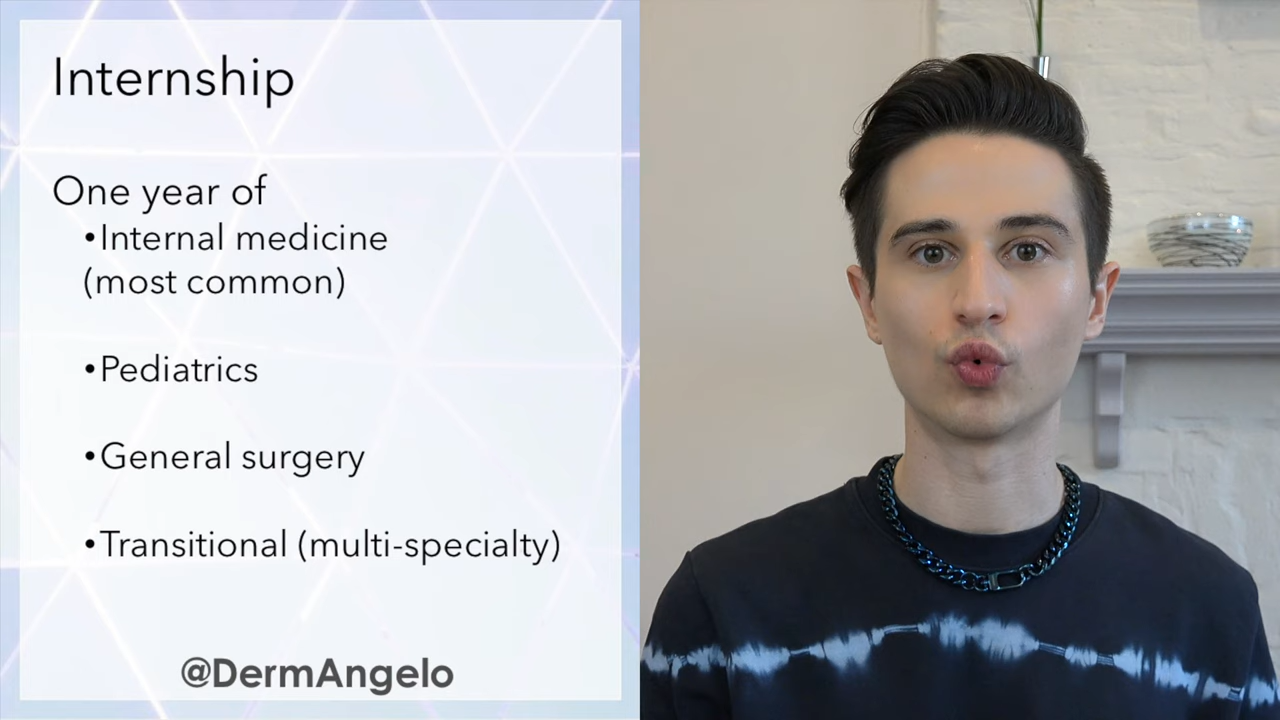 Internship
One year of
•Internal medicine
(most common)
•Pediatrics
•General surgery
•Transitional (multi-specialty)
@DermAngelo